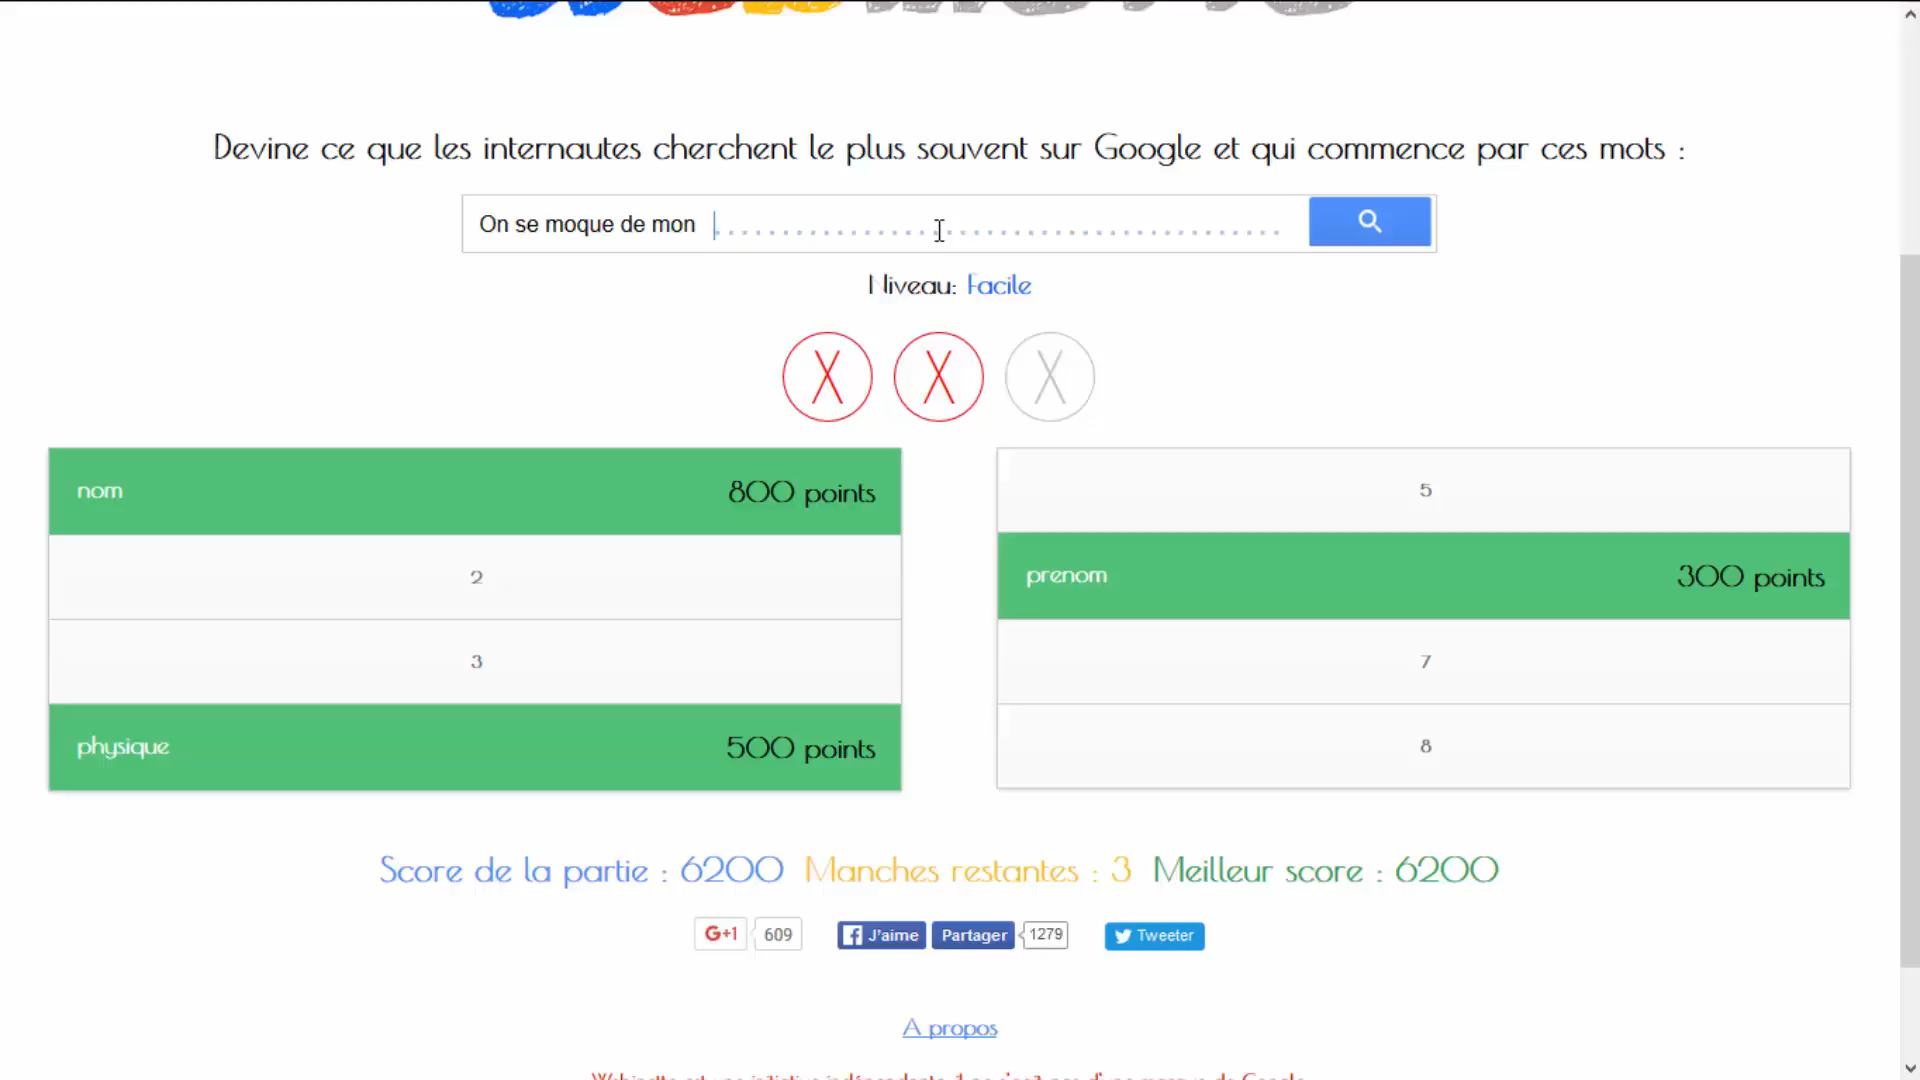 Devine ce que les internautes cherchent le plus souvent sur Google et qui commence par ces mots :
On se moque de mon
Niveau: Facile
X X X
nom 800 points
2
3
physique 500 points
5
prenom 300 points
7
8
Score de la partie : 6200 Manches restantes : 3 Meilleur score : 6200
G+1 609 J'aime Partager 1279 Tweeter
A propos